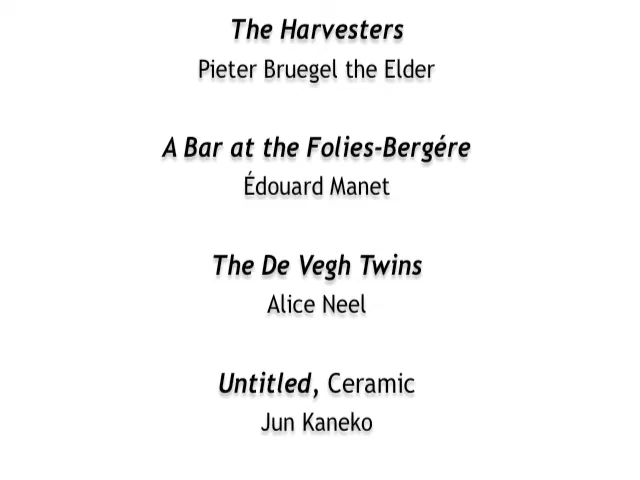 The Harvesters
Pieter Bruegel the Elder
A Bar at the Folies-Bergére
Édouard Manet
The De Vegh Twins
Alice Neel
Untitled, Ceramic
Jun Kaneko